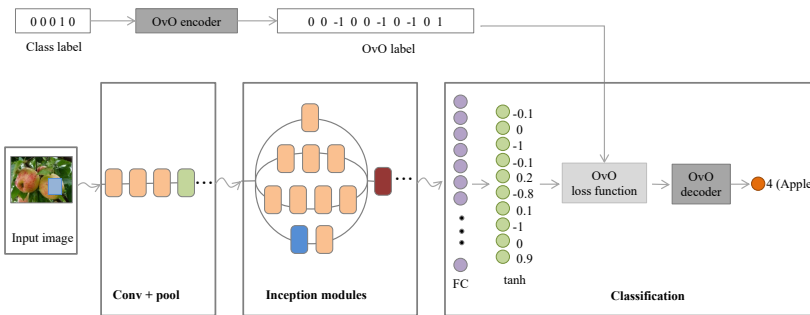 0 0 0 1 0
OvO encoder
0 0 -1 0 0 -1 0 -1 0 1
Class label
OvO label
Input image
...
Conv + pool
...
Inception modules
FC
-0.1
0
-1
-0.1
0.2
-0.8
0.1
-1
0
0.9
tanh
OvO
loss function
OvO
decoder
4 (Apple
Classification